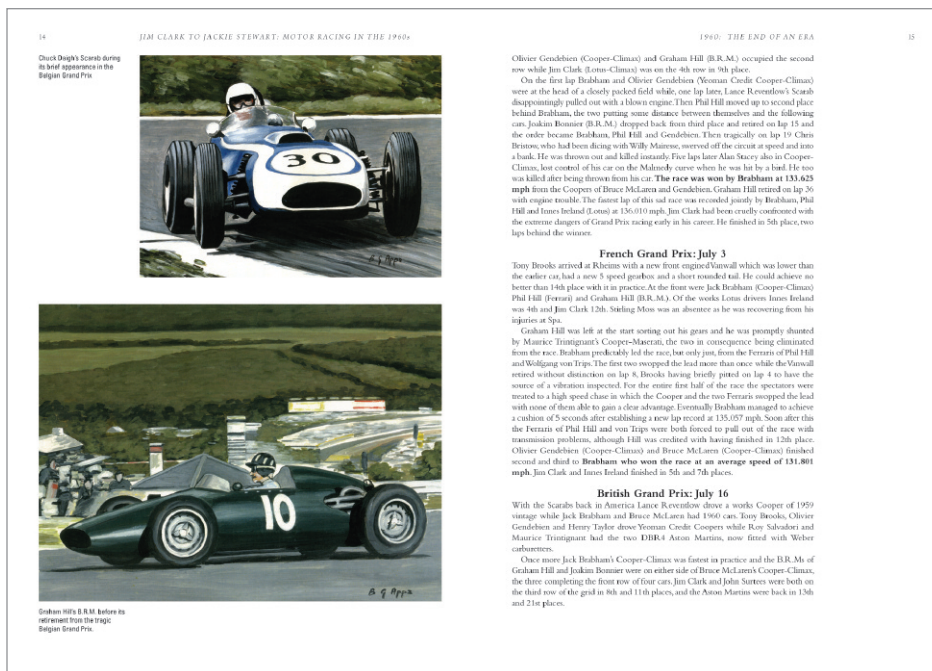 14
JIM CLARK TO JACKIE STEWART: MOTOR RACING IN THE 1960s
Chuck Daigh's Scarab during
its brief appearance in the
Belgian Grand Prix
30
B G Apps
10
B G Apps
Graham Hill's B.R.M. before its
retirement from the tragic
Belgian Grand Prix.
1960: THE END OF AN ERA
15
Olivier Gendebien (Cooper-Climax) and Graham Hill (B.R.M.) occupied the second
row while Jim Clark (Lotus-Climax) was on the 4th row in 9th place.
On the first lap Brabham and Olivier Gendebien (Yeoman Credit Cooper-Climax)
were at the head of a closely packed field while, one lap later, Lance Reventlow's Scarab
disappointingly pulled out with a blown engine. Then Phil Hill moved up to second place
behind Brabham, the two putting some distance between themselves and the following
cars. Joakim Bonnier (B.R.M.) dropped back from third place and retired on lap 15 and
the order became Brabham, Phil Hill and Gendebien. Then tragically on lap 19 Chris
Bristow, who had been dicing with Willy Mairesse, swerved off the circuit at speed and into
a bank. He was thrown out and killed instantly. Five laps later Alan Stacey also in Cooper-
Climax, lost control of his car on the Malmedy curve when he was hit by a bird. He too
was killed after being thrown from his car. The race was won by Brabham at 133.625
mph from the Coopers of Bruce McLaren and Gendebien. Graham Hill retired on lap 36
with engine trouble. The fastest lap of this sad race was recorded jointly by Brabham, Phil
Hill and Innes Ireland (Lotus) at 136.010 mph. Jim Clark had been cruelly confronted with
the extreme dangers of Grand Prix racing early in his career. He finished in 5th place, two
laps behind the winner.
French Grand Prix: July 3
Tony Brooks arrived at Rheims with a new front engined Vanwall which was lower than
the earlier car, had a new 5 speed gearbox and a short rounded tail. He could achieve no
better than 14th place with it in practice. At the front were Jack Brabham (Cooper-Climax)
Phil Hill (Ferrari) and Graham Hill (B.R.M.). Of the works Lotus drivers Innes Ireland
was 4th and Jim Clark 12th. Stirling Moss was an absentee as he was recovering from his
injuries at Spa.
Graham Hill was left at the start sorting out his gears and he was promptly shunted
by Maurice Trintignant's Cooper-Maserati, the two in consequence being eliminated
from the race. Brabham predictably led the race, but only just, from the Ferraris of Phil Hill
and Wolfgang von Trips. The first two swopped the lead more than once while the Vanwall
retired without distinction on lap 8, Brooks having briefly pitted on lap 4 to have the
source of a vibration inspected. For the entire first half of the race the spectators were
treated to a high speed chase in which the Cooper and the two Ferraris swopped the lead
with none of them able to gain a clear advantage. Eventually Brabham managed to achieve
a cushion of 5 seconds after establishing a new lap record at 135.057 mph. Soon after this
the Ferraris of Phil Hill and von Trips were both forced to pull out of the race with
transmission problems, although Hill was credited with having finished in 12th place.
Olivier Gendebien (Cooper-Climax) and Bruce McLaren (Cooper-Climax) finished
second and third to Brabham who won the race at an average speed of 131.801
mph. Jim Clark and Innes Ireland finished in 5th and 7th places.
British Grand Prix: July 16
With the Scarabs back in America Lance Reventlow drove a works Cooper of 1959
vintage while Jack Brabham and Bruce McLaren had 1960 cars. Tony Brooks, Olivier
Gendebien and Henry Taylor drove Yeoman Credit Coopers while Roy Salvadori and
Maurice Trintignant had the two DBR4 Aston Martins, now fitted with Weber
carburetters.
Once more Jack Brabham's Cooper-Climax was fastest in practice and the B.R.Ms of
Graham Hill and Joakim Bonnier were on either side of Bruce McLaren's Cooper-Climax,
the three completing the front row of four cars. Jim Clark and John Surtees were both on
the third row of the grid in 8th and 11th places, and the Aston Martins were back in 13th
and 21st places.